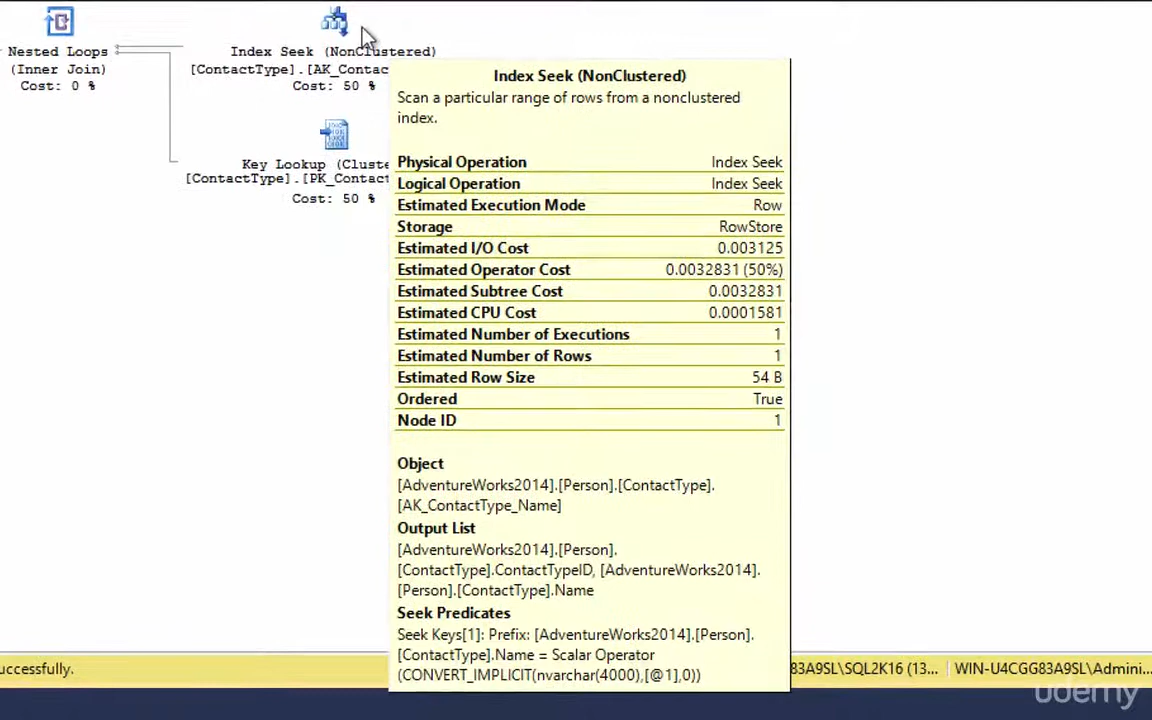 Nested Loops
(Inner Join)
Cost: 0 %
Index Seek (NonClustered)
[ContactType].[AK_Contac
Cost: 50 %
Key Lookup (Cluste
[ContactType].[PK_Contact
Cost: 50 %
Index Seek (NonClustered)
Scan a particular range of rows from a nonclustered
index.
Physical Operation Index Seek
Logical Operation Index Seek
Estimated Execution Mode Row
Storage RowStore
Estimated I/O Cost 0.003125
Estimated Operator Cost 0.0032831 (50%)
Estimated Subtree Cost 0.0032831
Estimated CPU Cost 0.0001581
Estimated Number of Executions 1
Estimated Number of Rows 1
Estimated Row Size 54 B
Ordered True
Node ID 1
Object
[AdventureWorks2014].[Person].[ContactType].
[AK_ContactType_Name]
Output List
[AdventureWorks2014].[Person].
[ContactType].ContactTypeID, [AdventureWorks2014].
[Person].[ContactType].Name
Seek Predicates
Seek Keys[1]: Prefix: [AdventureWorks2014].[Person].
[ContactType].Name = Scalar Operator
(CONVERT_IMPLICIT(nvarchar(4000),[@1],0))
uccessfully.
83A9SL\SQL2K16 (13... WIN-U4CGG83A9SL\Admini...
udemy